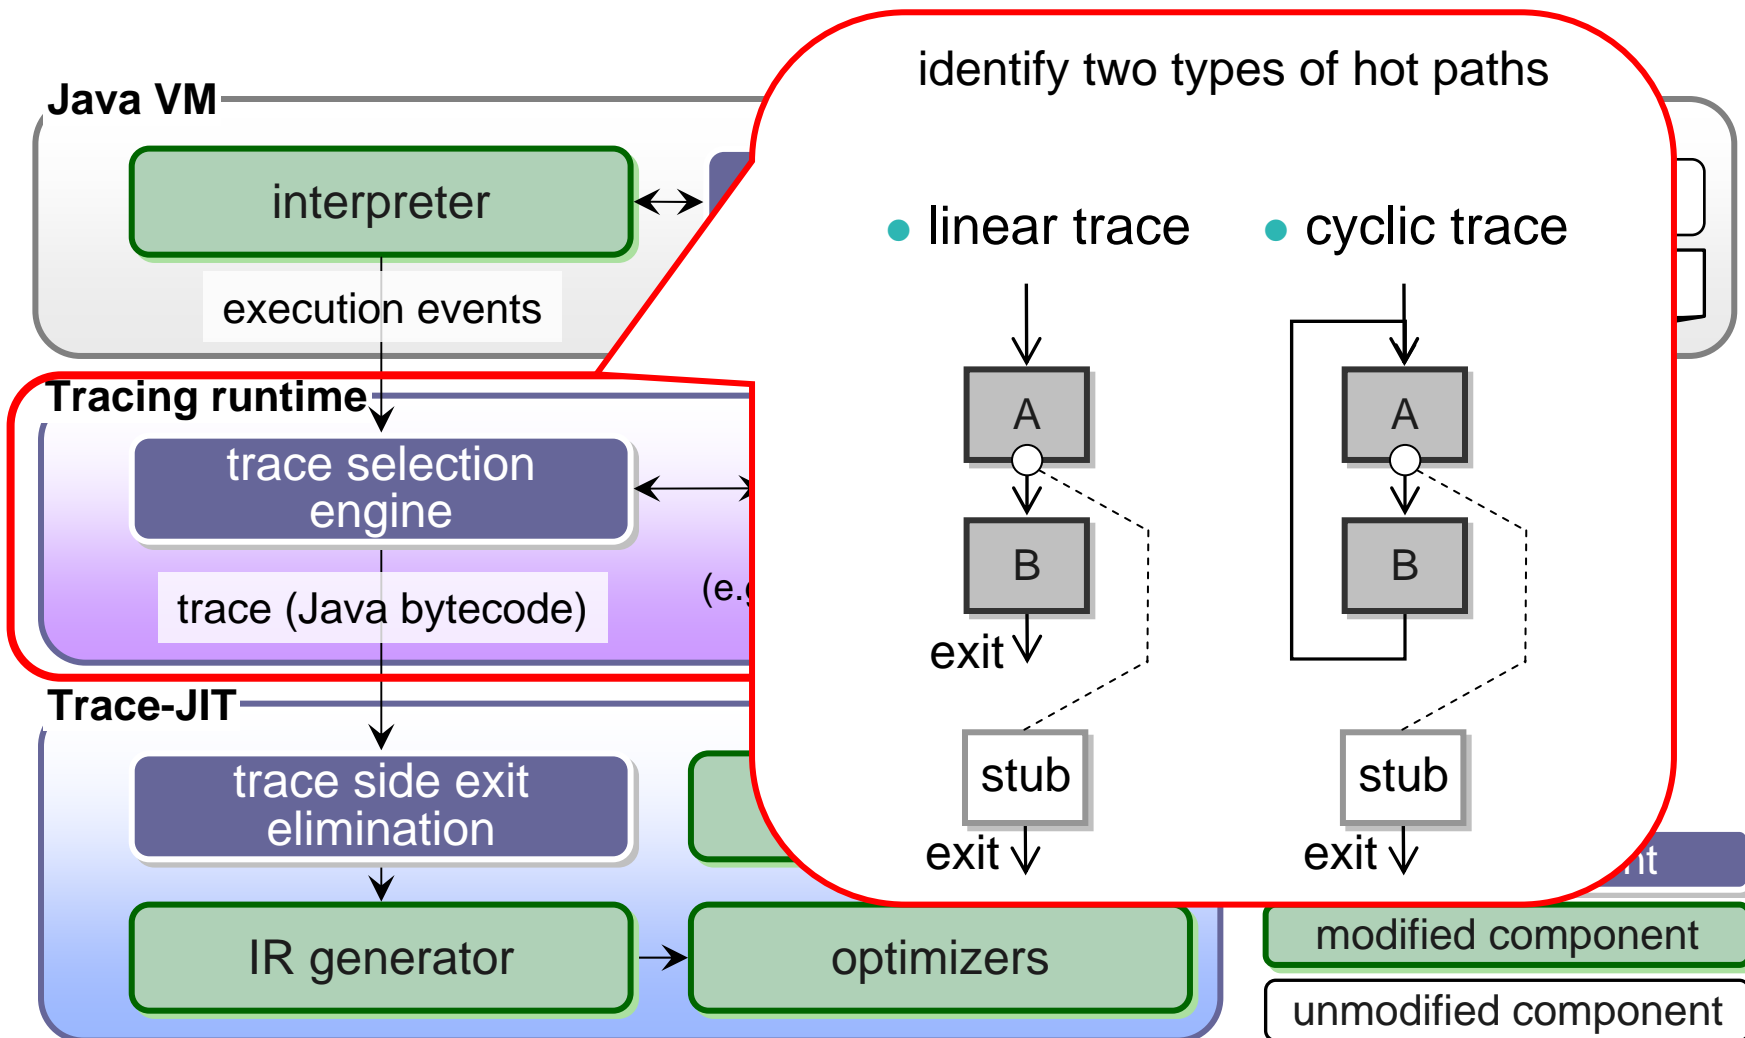 identify two types of hot paths
Java VM
interpreter
linear trace
cyclic trace
execution events
Tracing runtime
A
A
trace selection
engine
B
B
(e.g
trace (Java bytecode)
exit
Trace-JIT
trace side exit
elimination
stub
stub
exit
exit
nt
IR generator
optimizers
modified component
unmodified component